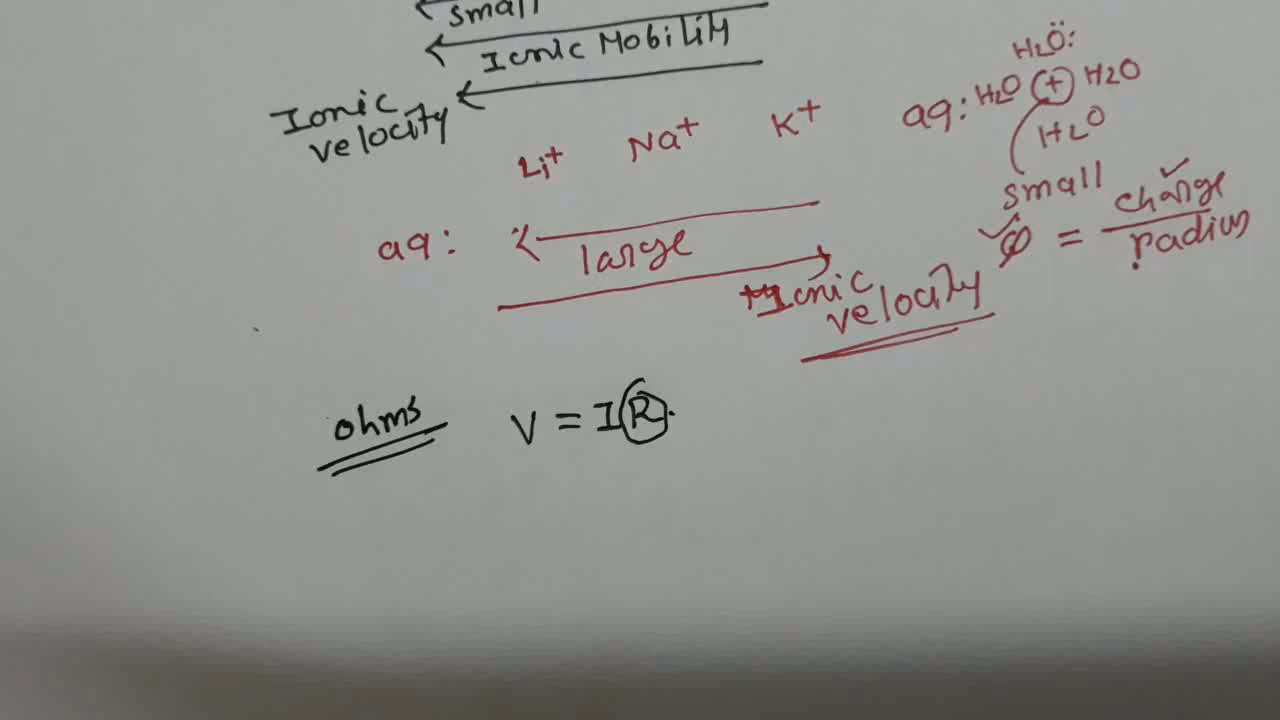 small
Ionic Mobility
Ionic
velocity
Li+ Na+ K+
aq: H2O (+) H2O
H2Ö:
H2O
small
φ = charge
radius
aq: large
Ionic
velocity
ohms V = IR.